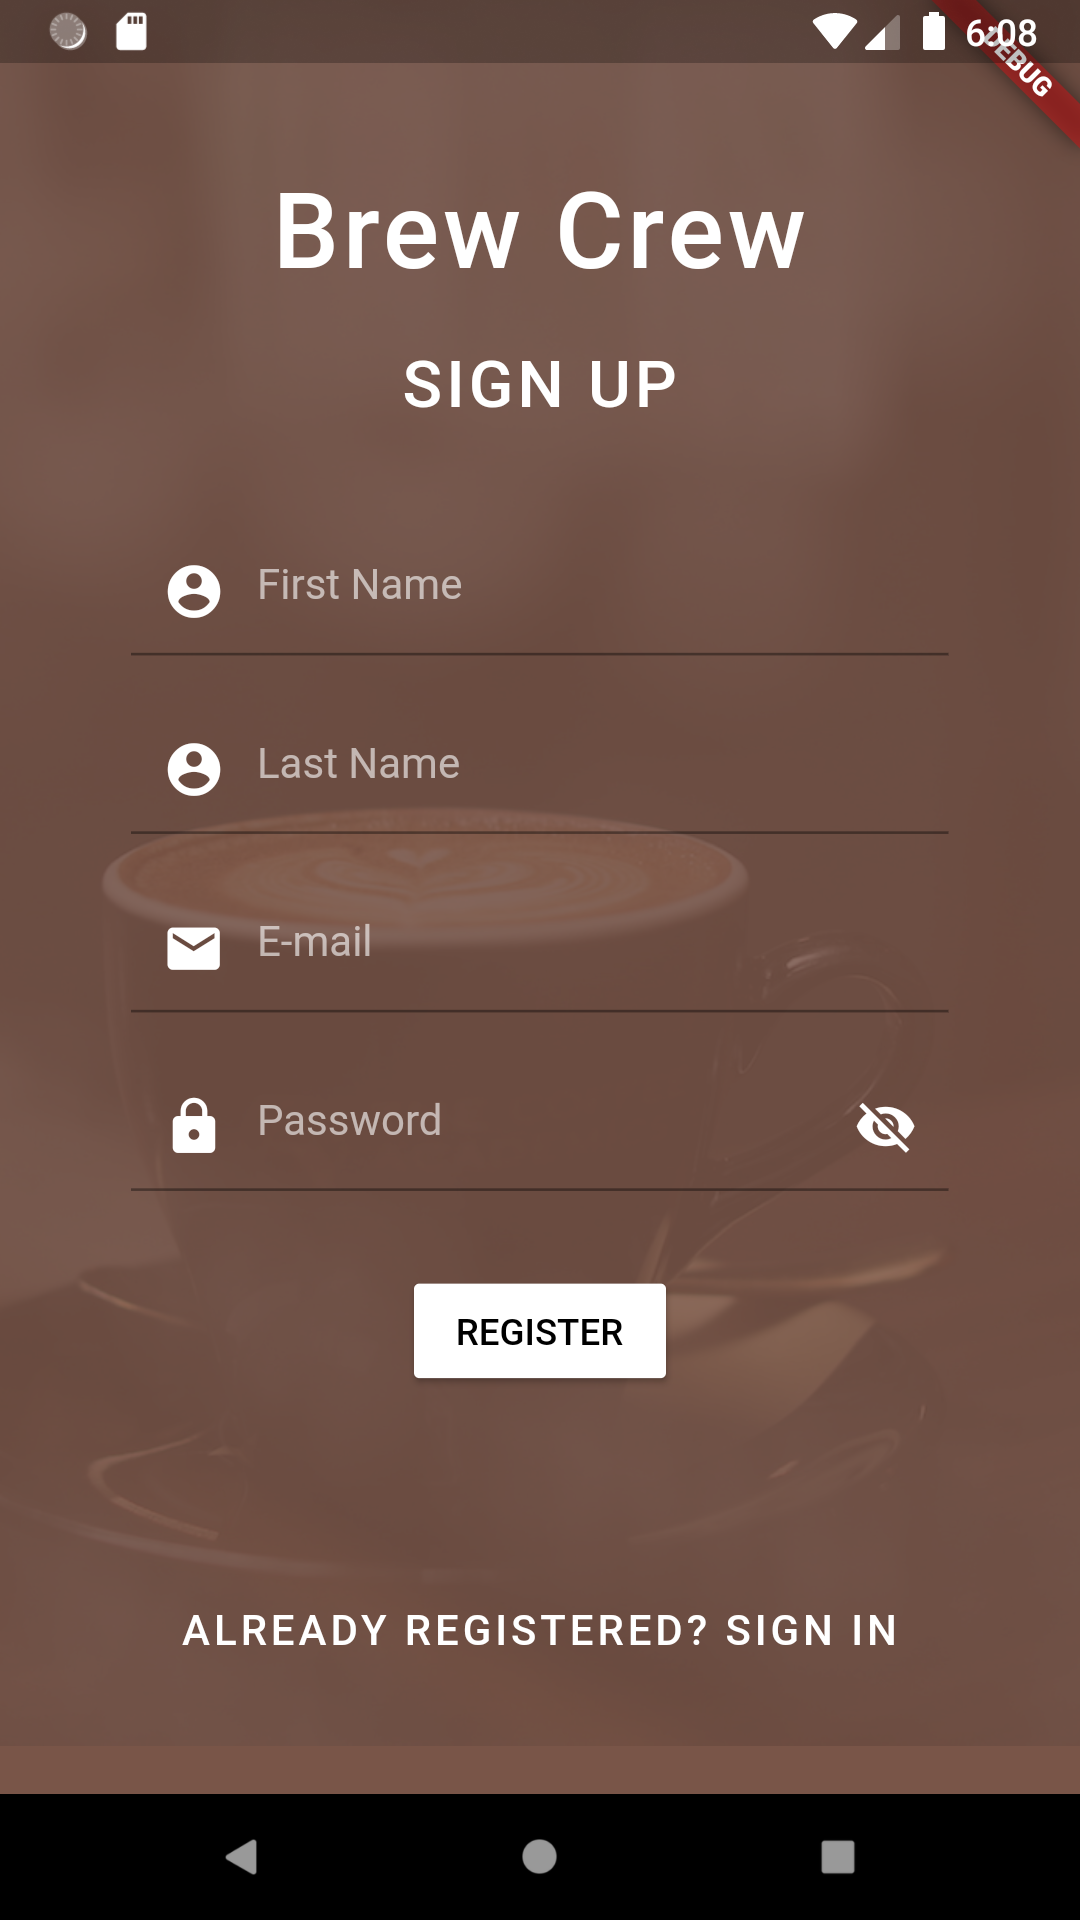 6:08
DEBUG
Brew Crew
SIGN UP
First Name
Last Name
E-mail
Password
REGISTER
ALREADY REGISTERED? SIGN IN